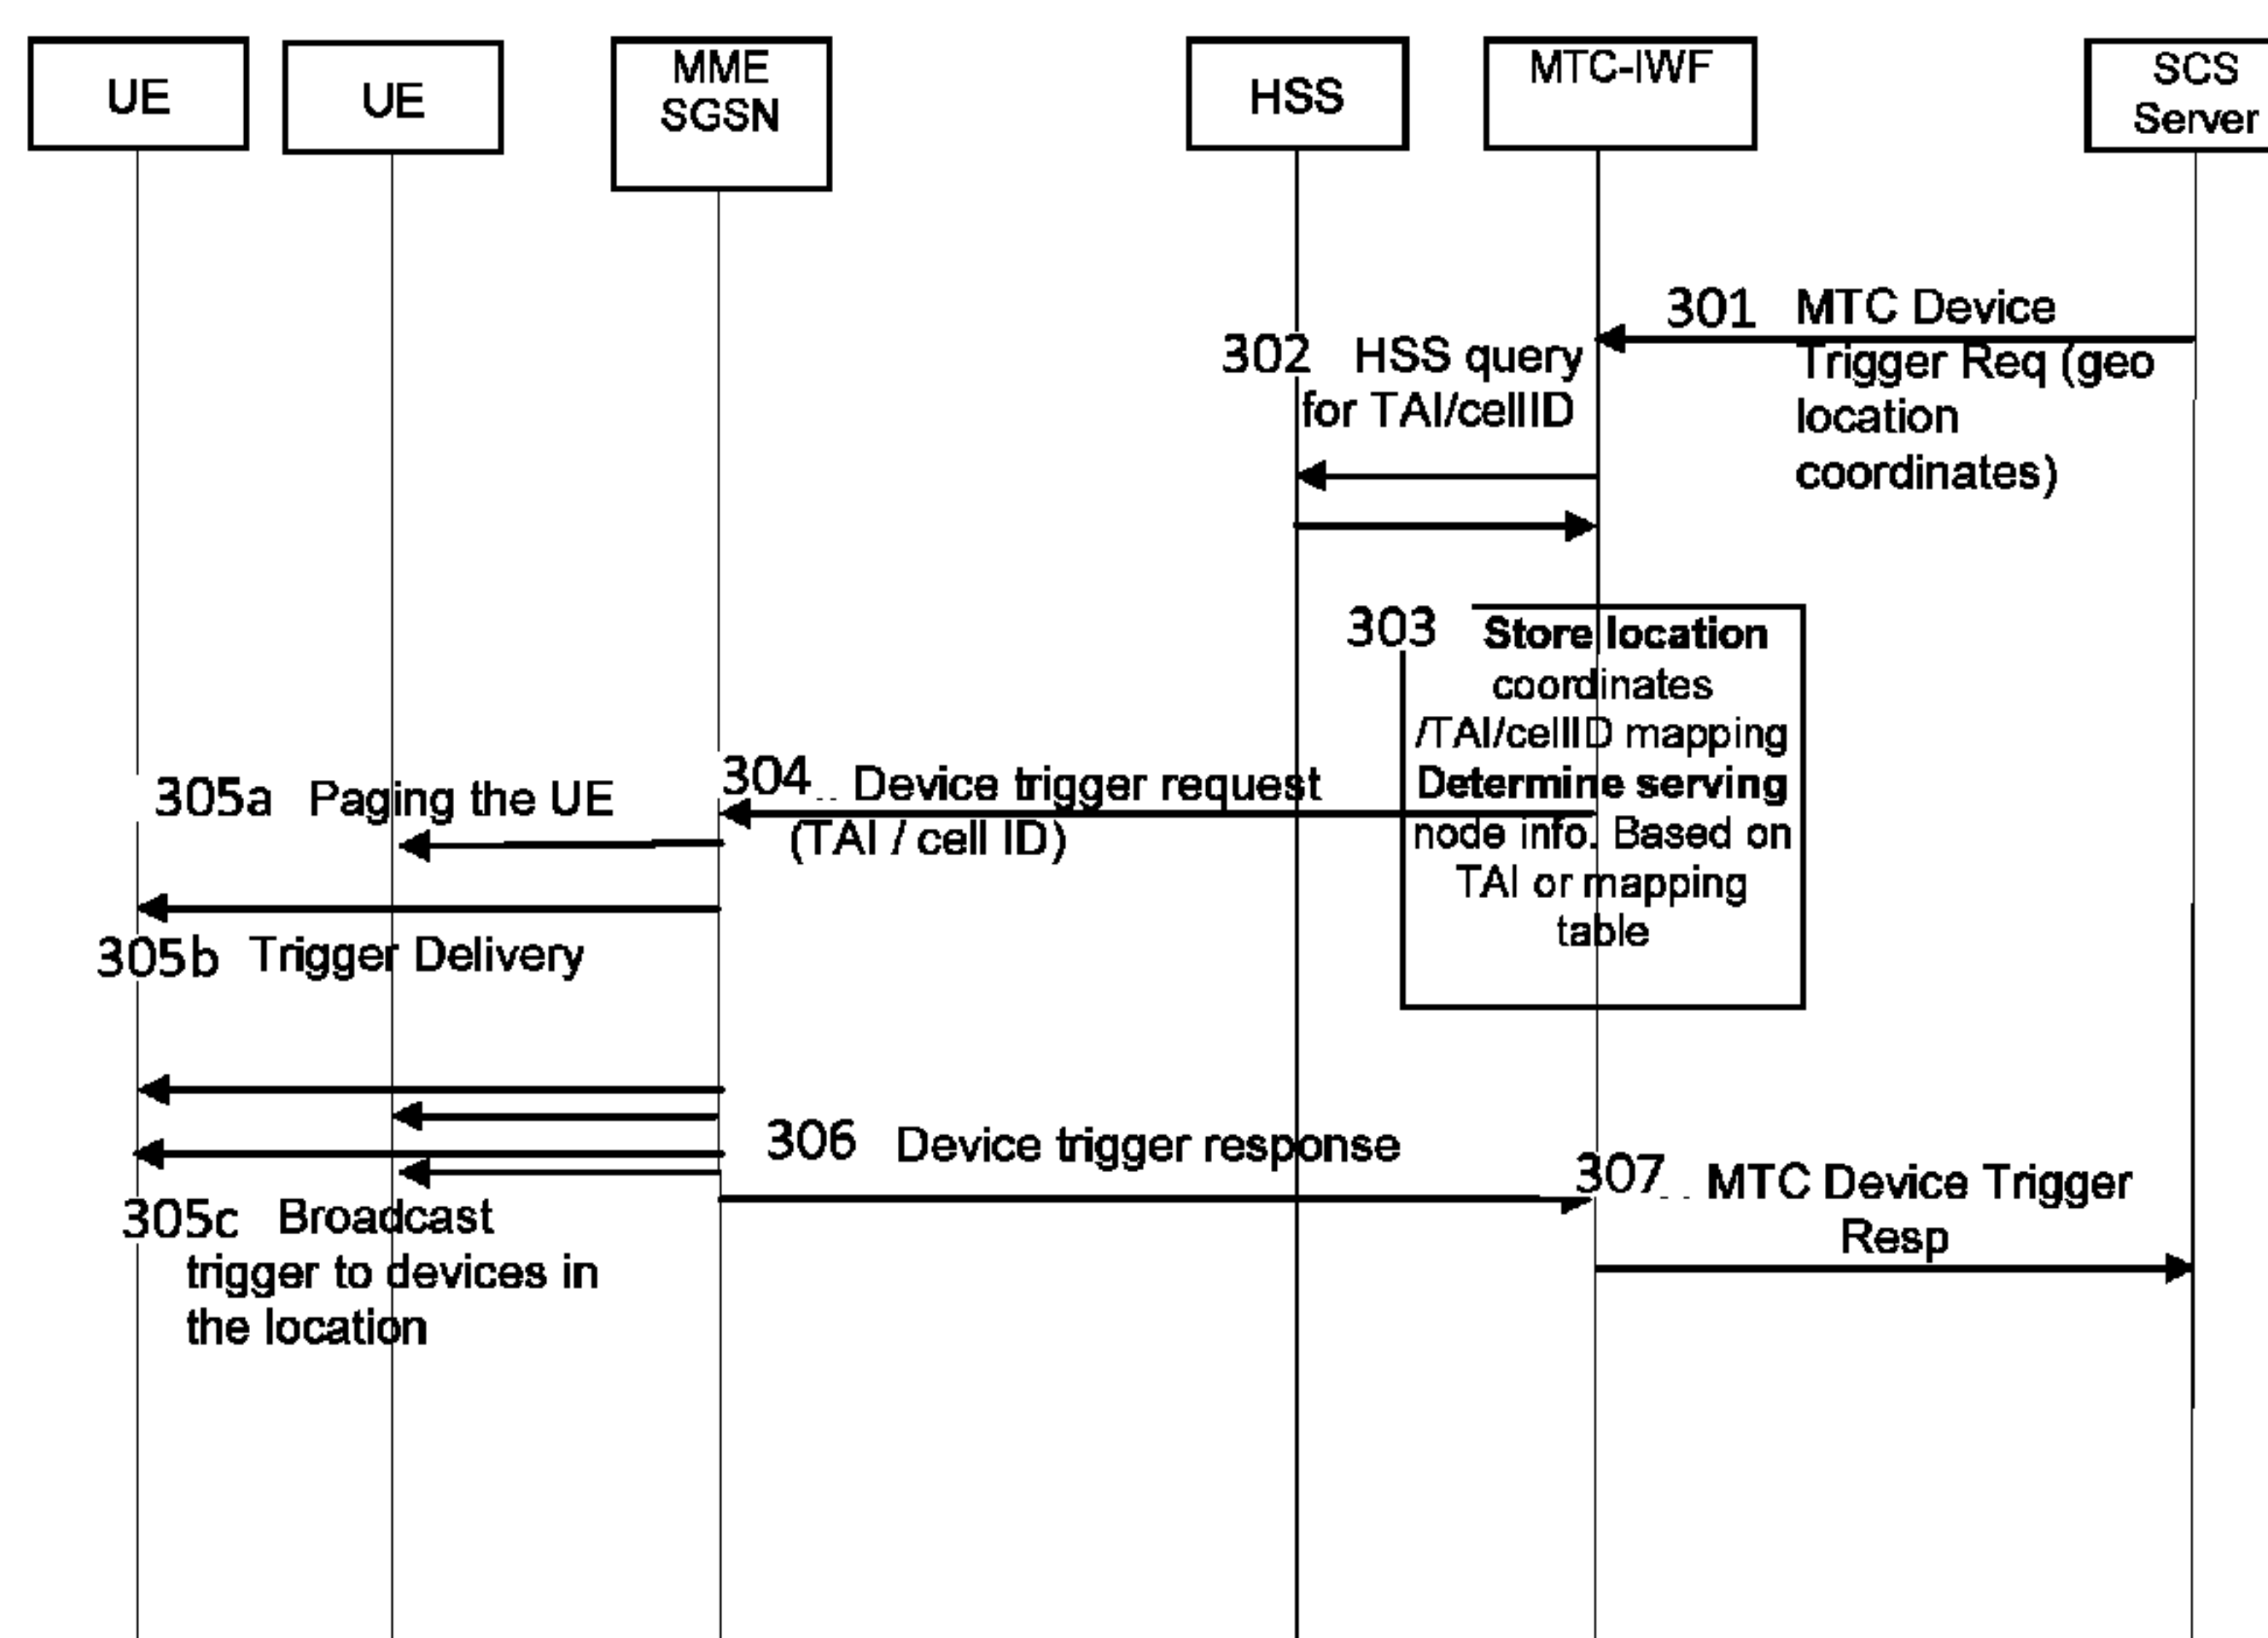 UE
UE
MME
SGSN
HSS
MTC-IWF
SCS
Server
301 MTC Device
Trigger Req (geo
location
coordinates)
302 HSS query
for TAI/cellID
303 Store location
coordinates
/TAI/cellID mapping
Determine serving
node info. Based on
TAI or mapping
table
304 Device trigger request
(TAI / cell ID)
305a Paging the UE
305b Trigger Delivery
305c Broadcast
trigger to devices in
the location
306 Device trigger response
307 MTC Device Trigger
Resp